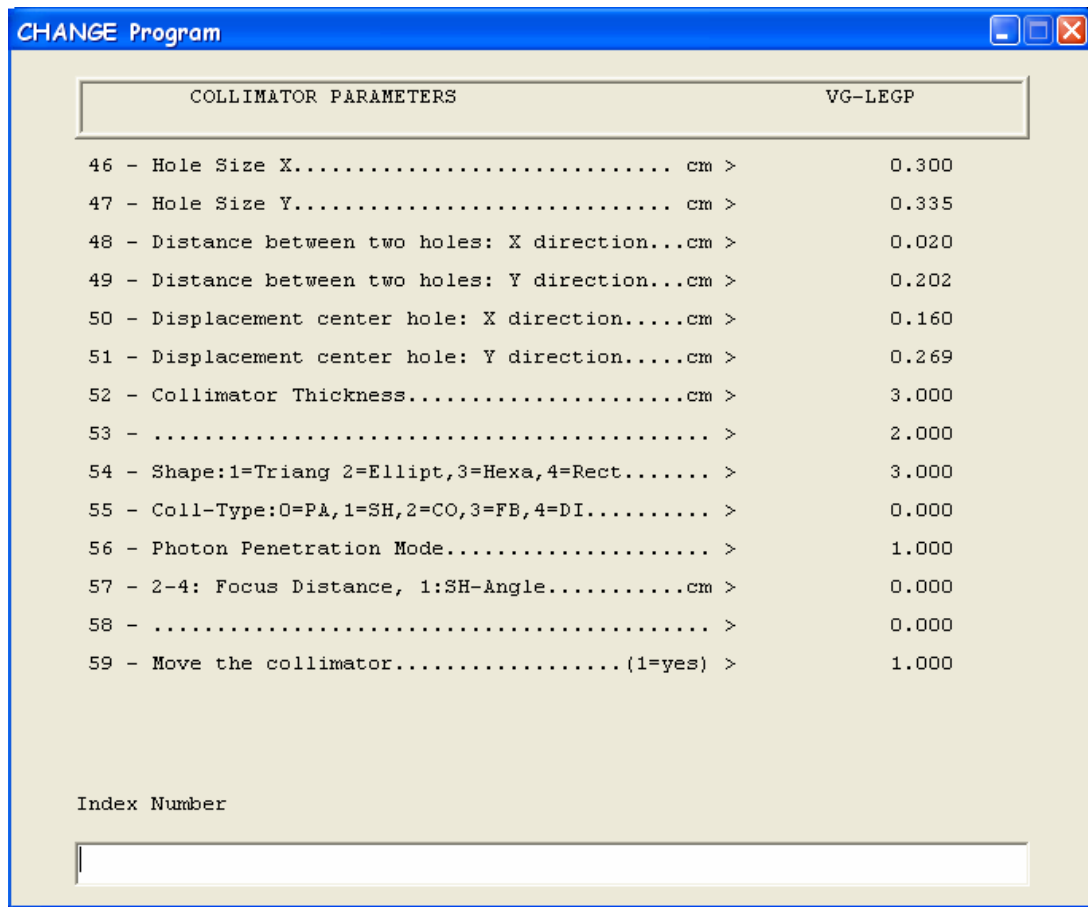 CHANGE Program
COLLIMATOR PARAMETERS VG-LEGP
46 - Hole Size X.............................. cm > 0.300
47 - Hole Size Y.............................. cm > 0.335
48 - Distance between two holes: X direction...cm > 0.020
49 - Distance between two holes: Y direction...cm > 0.202
50 - Displacement center hole: X direction.....cm > 0.160
51 - Displacement center hole: Y direction.....cm > 0.269
52 - Collimator Thickness......................cm > 3.000
53 - ............................................ > 2.000
54 - Shape:1=Triang 2=Ellipt,3=Hexa,4=Rect....... > 3.000
55 - Coll-Type:0=PA,1=SH,2=CO,3=FB,4=DI.......... > 0.000
56 - Photon Penetration Mode..................... > 1.000
57 - 2-4: Focus Distance, 1:SH-Angle...........cm > 0.000
58 - ............................................ > 0.000
59 - Move the collimator..................(1=yes) > 1.000
Index Number